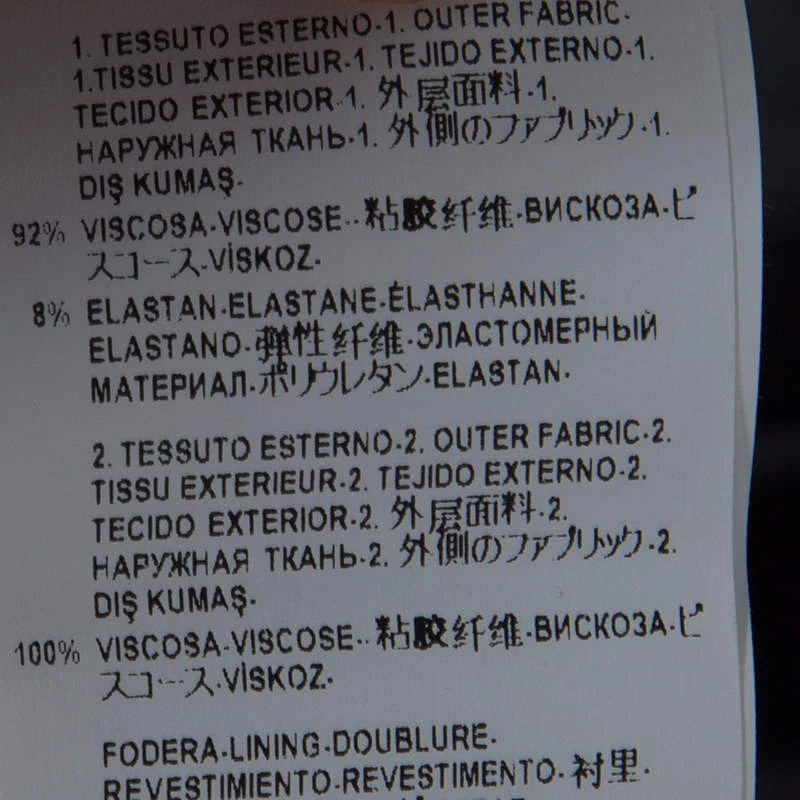 1. TESSUTO ESTERNO-1. OUTER FABRIC-
1.TISSU EXTERIEUR-1. TEJIDO EXTERNO-1.
TECIDO EXTERIOR-1. 外层面料-1.
НАРУЖНАЯ ТКАНЬ-1. 外側のファブリック-1.
DIŞ KUMAŞ-
92% VISCOSA-VISCOSE--粘胶纤维-ВИСКОЗА-ビ
スコース-VİSKOZ-
8% ELASTAN-ELASTANE-ÉLASTHANNE-
ELASTANO-弹性纤维-ЭЛАСТОМЕРНЫЙ
МАТЕРИАЛ-ポリウレタン-ELASTAN-
2. TESSUTO ESTERNO-2. OUTER FABRIC-2.
TISSU EXTERIEUR-2. TEJIDO EXTERNO-2.
TECIDO EXTERIOR-2. 外层面料-2.
НАРУЖНАЯ ТКАНЬ-2. 外側のファブリック-2.
DIŞ KUMAŞ-
100% VISCOSA-VISCOSE--粘胶纤维-ВИСКОЗА-ビ
スコース-VİSKOZ-
FODERA-LINING-DOUBLURE-
REVESTIMIENTO-REVESTIMENTO-衬里-